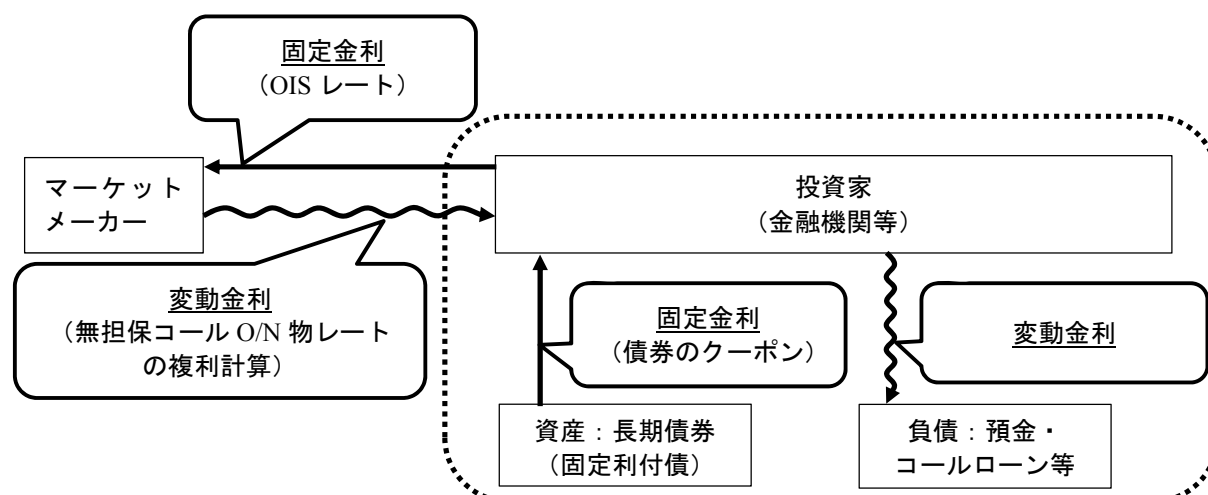 固定金利
（OIS レート）
マーケット
メーカー
投資家
（金融機関等）
変動金利
（無担保コール O/N 物レート
の複利計算）
固定金利
（債券のクーポン）
変動金利
資産：長期債券
（固定利付債）
負債：預金・
コールローン等